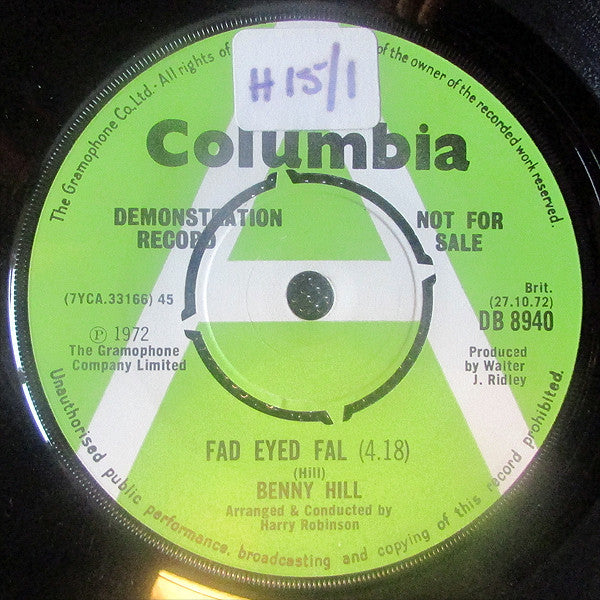 The Gramophone Co. Ltd. · All rights of
of the owner of the recorded work reserved.
H 15/1
Columbia
DEMONSTRATION
RECORD
NOT FOR
SALE
(7YCA.33166) 45
Brit.
(27.10.72)
DB 8940
℗ 1972
The Gramophone
Company Limited
Produced
by Walter
J. Ridley
FAD EYED FAL (4.18)
(Hill)
BENNY HILL
Arranged & Conducted by
Harry Robinson
Unauthorised public performance, broadcasting and copying of this record prohibited.